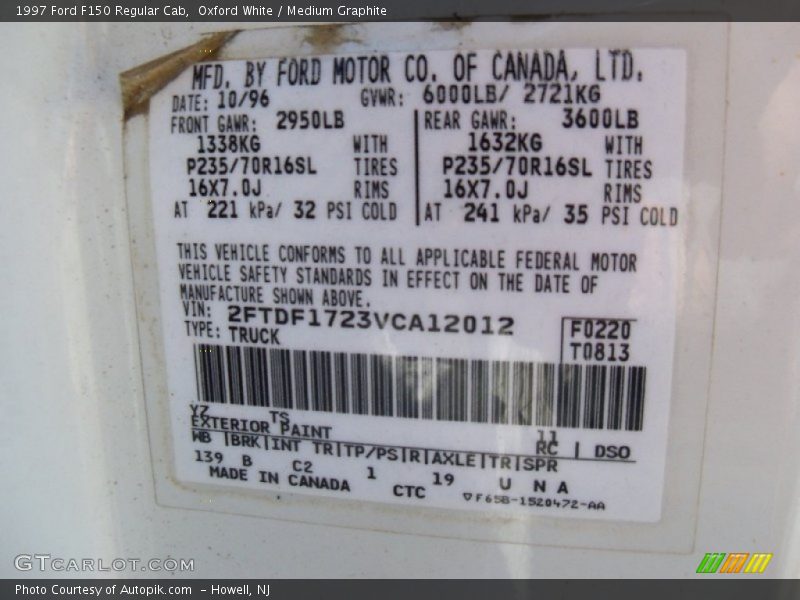 1997 Ford F150 Regular Cab,  Oxford White / Medium Graphite
MFD. BY FORD MOTOR CO. OF CANADA, LTD.
DATE: 10/96 GVWR: 6000LB/ 2721KG
FRONT GAWR: 2950LB REAR GAWR: 3600LB
1338KG WITH 1632KG WITH
P235/70R16SL TIRES P235/70R16SL TIRES
16X7.0J RIMS 16X7.0J RIMS
AT 221 kPa/ 32 PSI COLD AT 241 kPa/ 35 PSI COLD
THIS VEHICLE CONFORMS TO ALL APPLICABLE FEDERAL MOTOR
VEHICLE SAFETY STANDARDS IN EFFECT ON THE DATE OF
MANUFACTURE SHOWN ABOVE.
VIN: 2FTDF1723VCA12012 F0220
TYPE: TRUCK T0813
YZ TS
EXTERIOR PAINT 11
WB |BRK|INT TR|TP/PS|R|AXLE|TR|SPR RC | DSO
139 B C2 1 19 U N A
MADE IN CANADA CTC F65B-1520472-AA
GTCARLOT.COM
Photo Courtesy of Autopik.com  – Howell, NJ